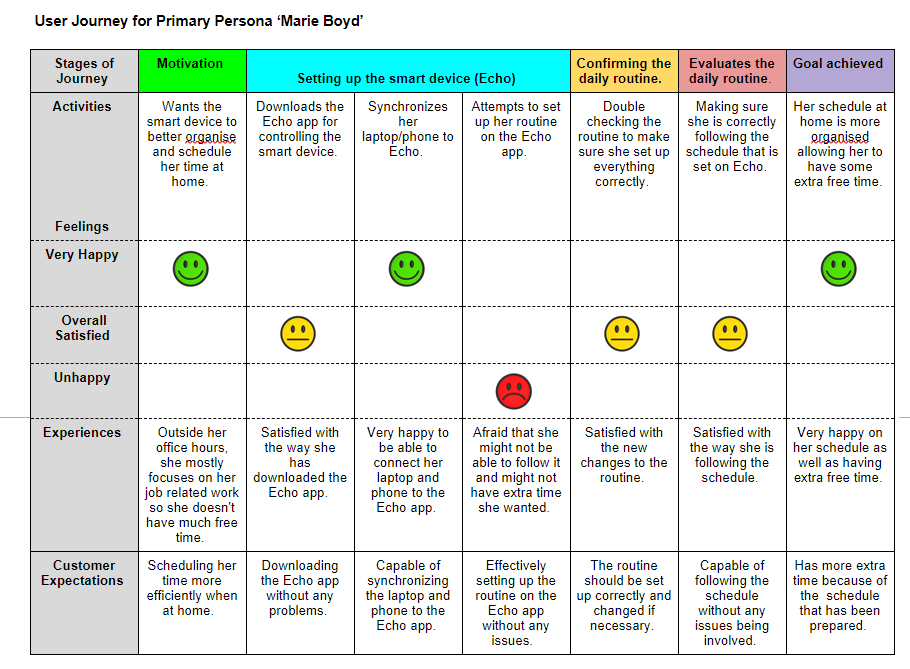 User Journey for Primary Persona ‘Marie Boyd’
Stages of
Journey
Motivation
Setting up the smart device (Echo)
Confirming the
daily routine.
Evaluates the
daily routine.
Goal achieved
Activities
Wants the
smart device to
better organise
and schedule
her time at
home.
Downloads the
Echo app for
controlling the
smart device.
Synchronizes
her
laptop/phone to
Echo.
Attempts to set
up her routine
on the Echo
app.
Double
checking the
routine to make
sure she set up
everything
correctly.
Making sure
she is correctly
following the
schedule that is
set on Echo.
Her schedule at
home is more
organised
allowing her to
have some
extra free time.
Feelings
Very Happy
Overall
Satisfied
Unhappy
Experiences
Outside her
office hours,
she mostly
focuses on her
job related work
so she doesn't
have much free
time.
Satisfied with
the way she
has
downloaded the
Echo app.
Very happy to
be able to
connect her
laptop and
phone to the
Echo app.
Afraid that she
might not be
able to follow it
and might not
have extra time
she wanted.
Satisfied with
the new
changes to the
routine.
Satisfied with
the way she is
following the
schedule.
Very happy on
her schedule as
well as having
extra free time.
Customer
Expectations
Scheduling her
time more
efficiently when
at home.
Downloading
the Echo app
without any
problems.
Capable of
synchronizing
the laptop and
phone to the
Echo app.
Effectively
setting up the
routine on the
Echo app
without any
issues.
The routine
should be set
up correctly and
changed if
necessary.
Capable of
following the
schedule
without any
issues being
involved.
Has more extra
time because of
the schedule
that has been
prepared.